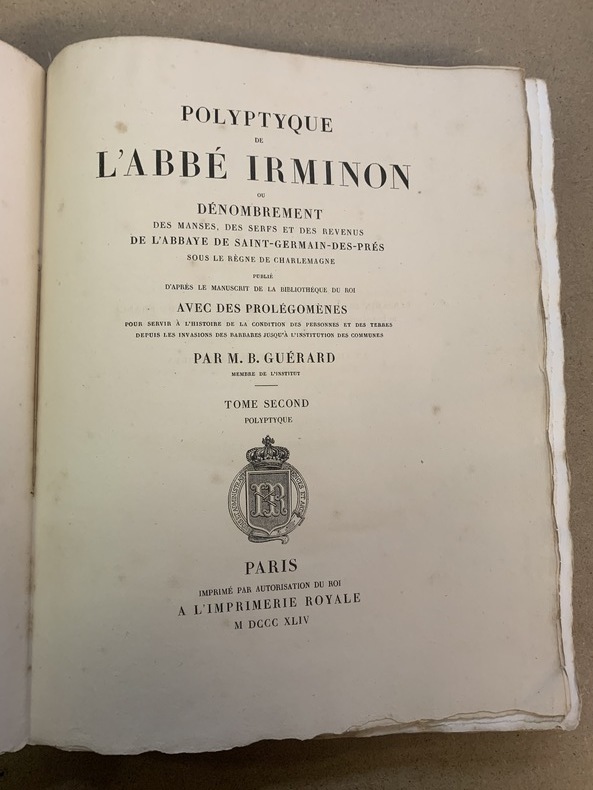 POLYPTYQUE
DE
L'ABBÉ IRMINON
OU
DÉNOMBREMENT
DES MANSES, DES SERFS ET DES REVENUS
DE L'ABBAYE DE SAINT-GERMAIN-DES-PRÉS
SOUS LE RÈGNE DE CHARLEMAGNE
PUBLIÉ
D'APRÈS LE MANUSCRIT DE LA BIBLIOTHÈQUE DU ROI
AVEC DES PROLÉGOMÈNES
POUR SERVIR À L'HISTOIRE DE LA CONDITION DES PERSONNES ET DES TERRES
DEPUIS LES INVASIONS DES BARBARES JUSQU'À L'INSTITUTION DES COMMUNES
PAR M. B. GUÉRARD
MEMBRE DE L'INSTITUT
TOME SECOND
POLYPTYQUE
PARIS
IMPRIMÉ PAR AUTORISATION DU ROI
A L'IMPRIMERIE ROYALE
M DCCC XLIV